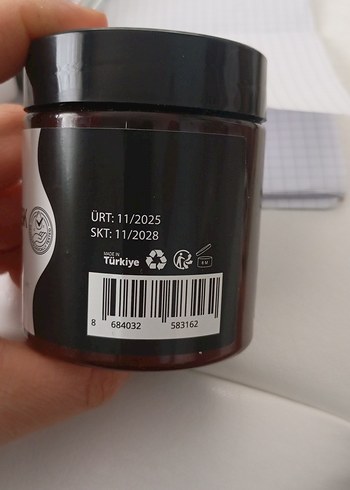 ÜRT: 11/2025
SKT: 11/2028
MADE IN
Türkiye
8 684032 583162